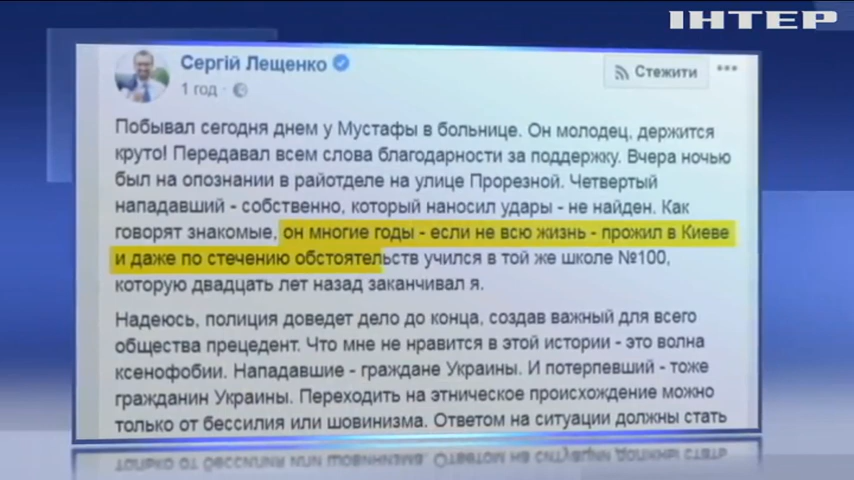 ІНТЕР
Сергій Лещенко
Стежити
1 год
Побывал сегодня днем у Мустафы в больнице. Он молодец, держится
круто! Передавал всем слова благодарности за поддержку. Вчера ночью
был на опознании в райотделе на улице Прорезной. Четвертый
нападавший - собственно, который наносил удары - не найден. Как
говорят знакомые, он многие годы - если не всю жизнь - прожил в Киеве
и даже по стечению обстоятельств учился в той же школе №100,
которую двадцать лет назад заканчивал я.
Надеюсь, полиция доведет дело до конца, создав важный для всего
общества прецедент. Что мне не нравится в этой истории - это волна
ксенофобии. Нападавшие - граждане Украины. И потерпевший - тоже
гражданин Украины. Переходить на этническое происхождение можно
только от бессилия или шовинизма. Ответом на ситуации должны стать